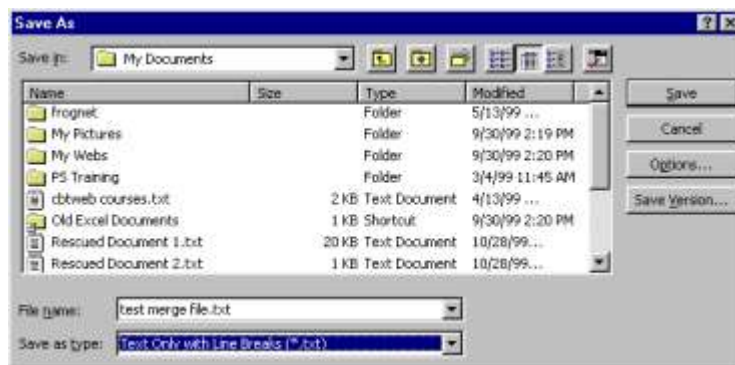 Save As
Save in: My Documents
Name Size Type Modified
frognet Folder 5/13/99 ...
My Pictures Folder 9/30/99 2:19 PM
My Webs Folder 9/30/99 2:20 PM
PS Training Folder 3/4/99 11:45 AM
cbtweb courses.txt 2 KB Text Document 4/13/99 ...
Old Excel Documents 1 KB Shortcut 9/30/99 2:20 PM
Rescued Document 1.txt 20 KB Text Document 10/28/99...
Rescued Document 2.txt 1 KB Text Document 10/28/99...
Save
Cancel
Options...
Save Version...
File name: test merge file.txt
Save as type: Text Only with Line Breaks (*.txt)